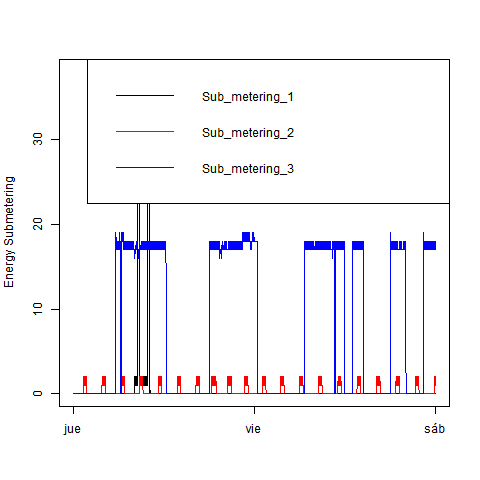 Sub_metering_1
Sub_metering_2
Sub_metering_3
Energy Submetering
30
20
10
0
jue vie sáb